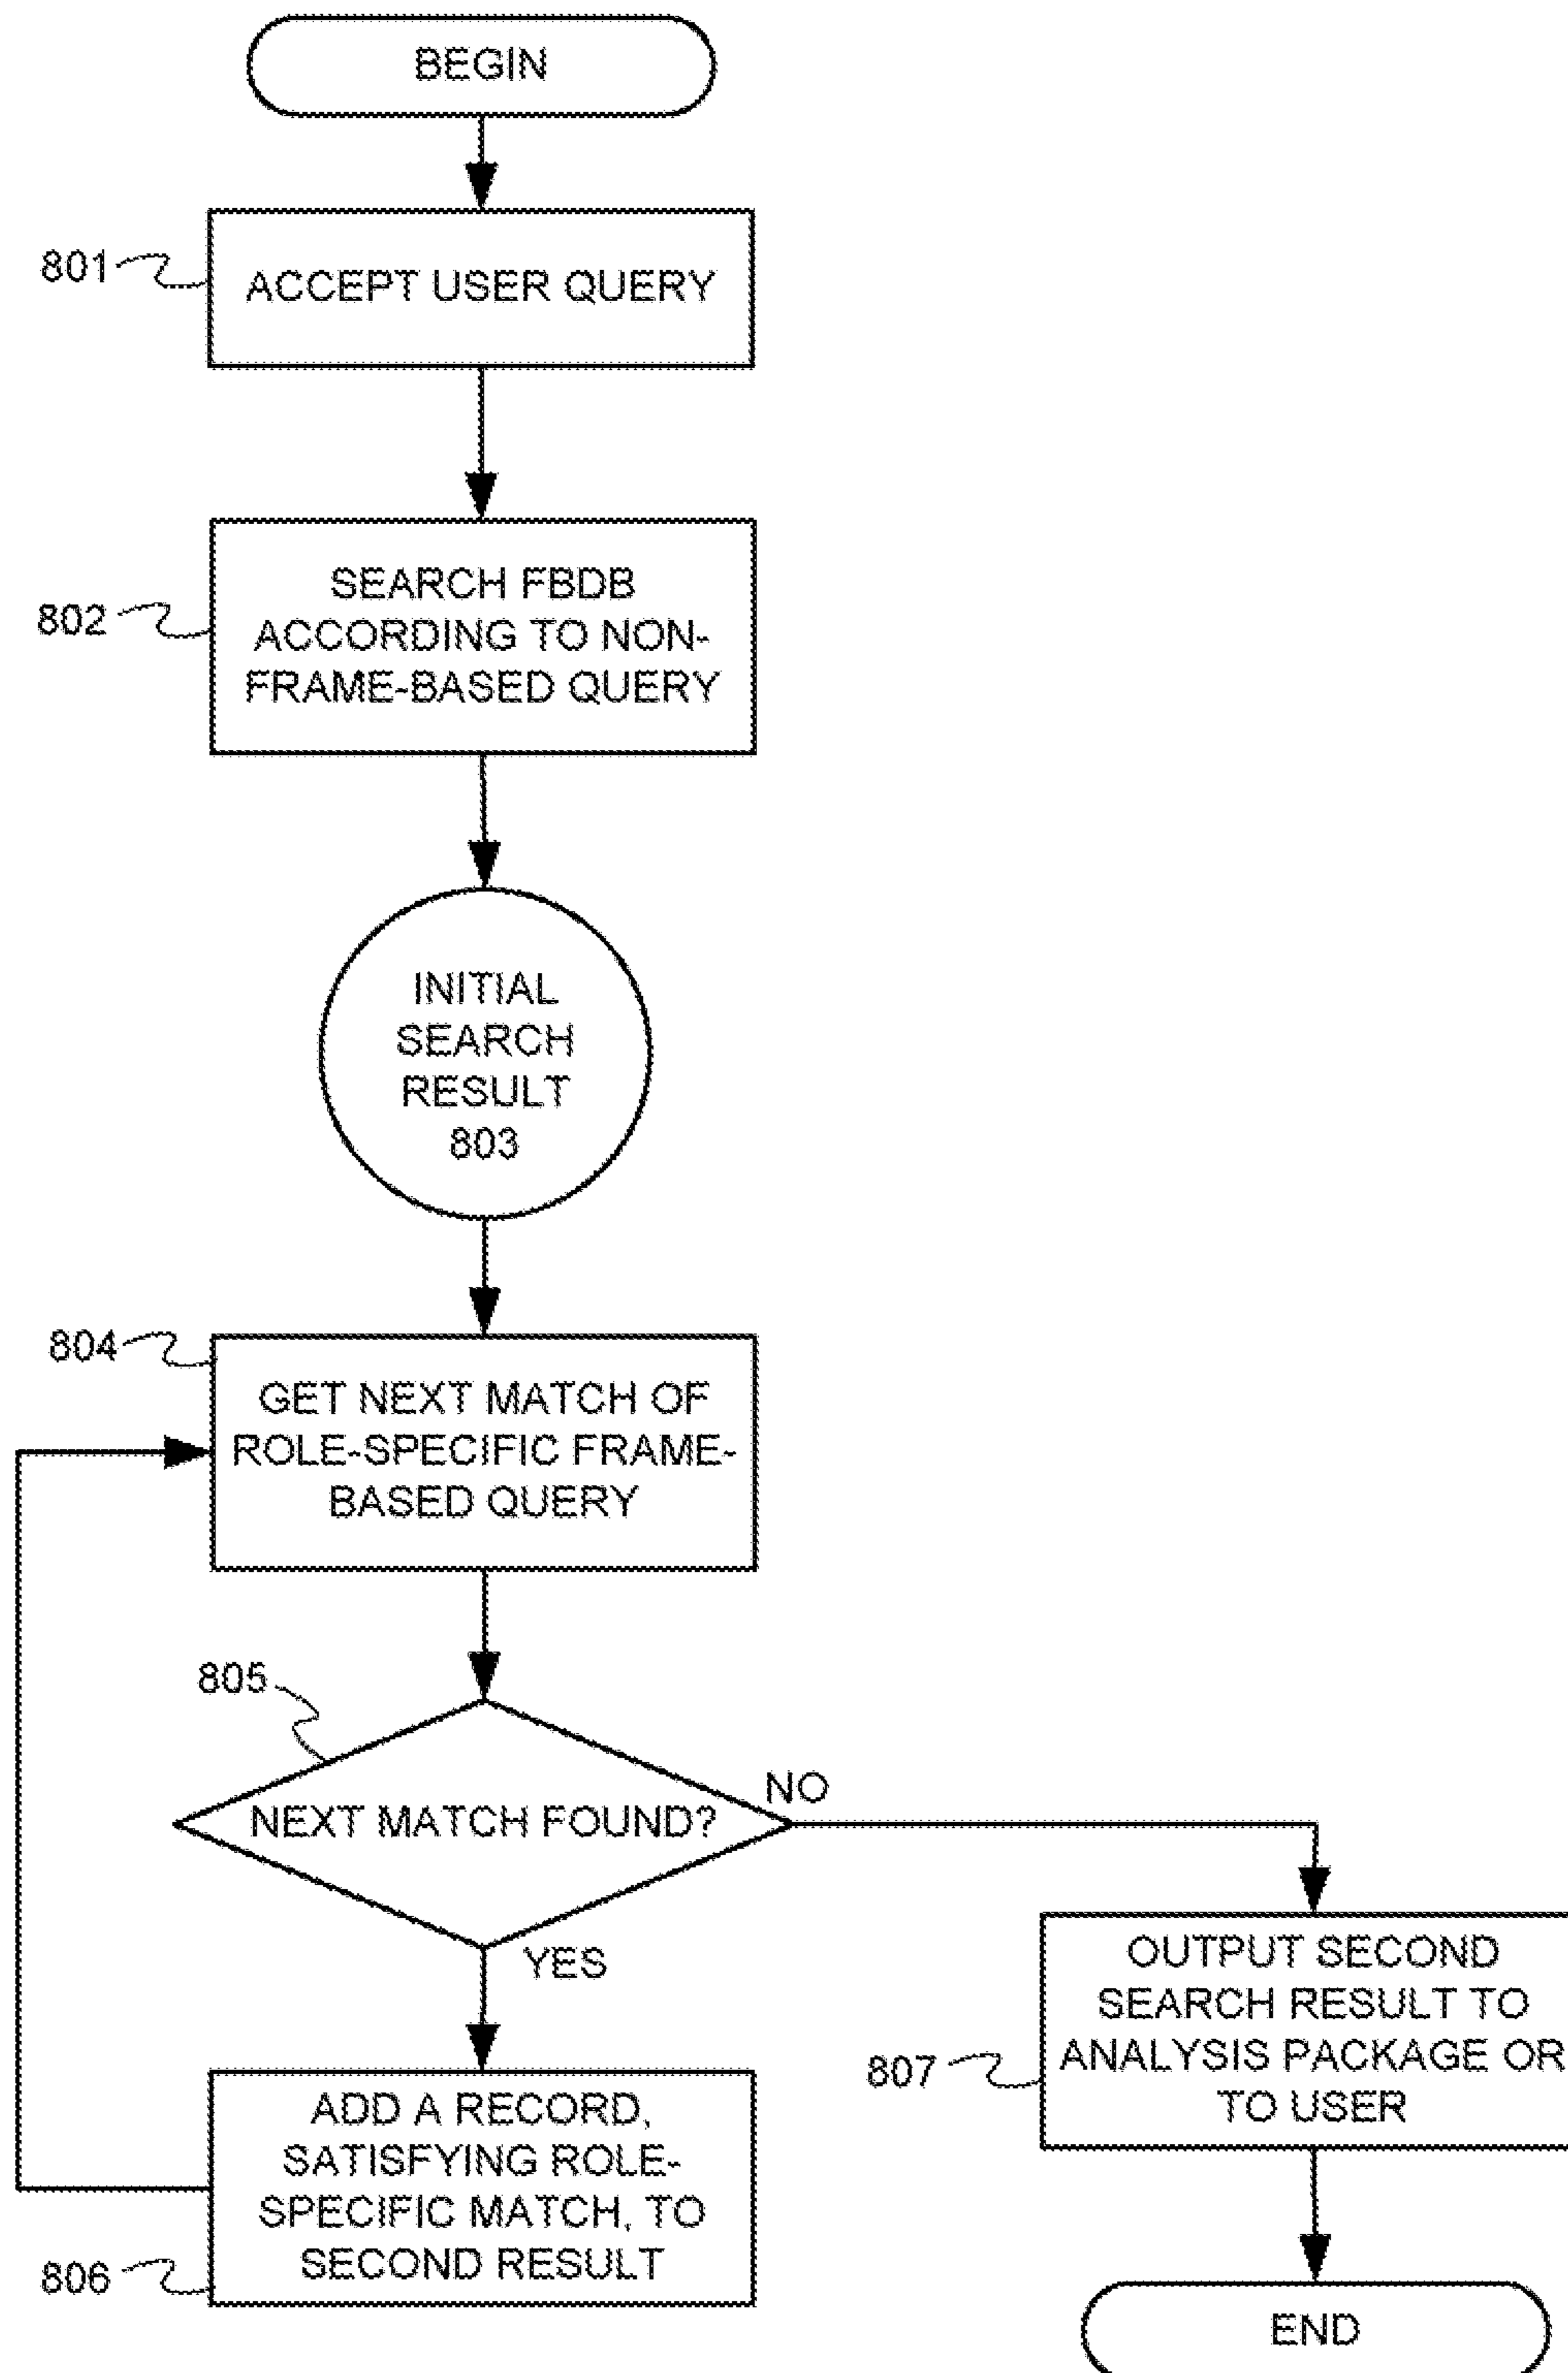 BEGIN
801
ACCEPT USER QUERY
802
SEARCH FBDB
ACCORDING TO NON-
FRAME-BASED QUERY
INITIAL
SEARCH
RESULT
803
804
GET NEXT MATCH OF
ROLE-SPECIFIC FRAME-
BASED QUERY
805
NEXT MATCH FOUND?
NO
YES
806
ADD A RECORD,
SATISFYING ROLE-
SPECIFIC MATCH, TO
SECOND RESULT
807
OUTPUT SECOND
SEARCH RESULT TO
ANALYSIS PACKAGE OR
TO USER
END